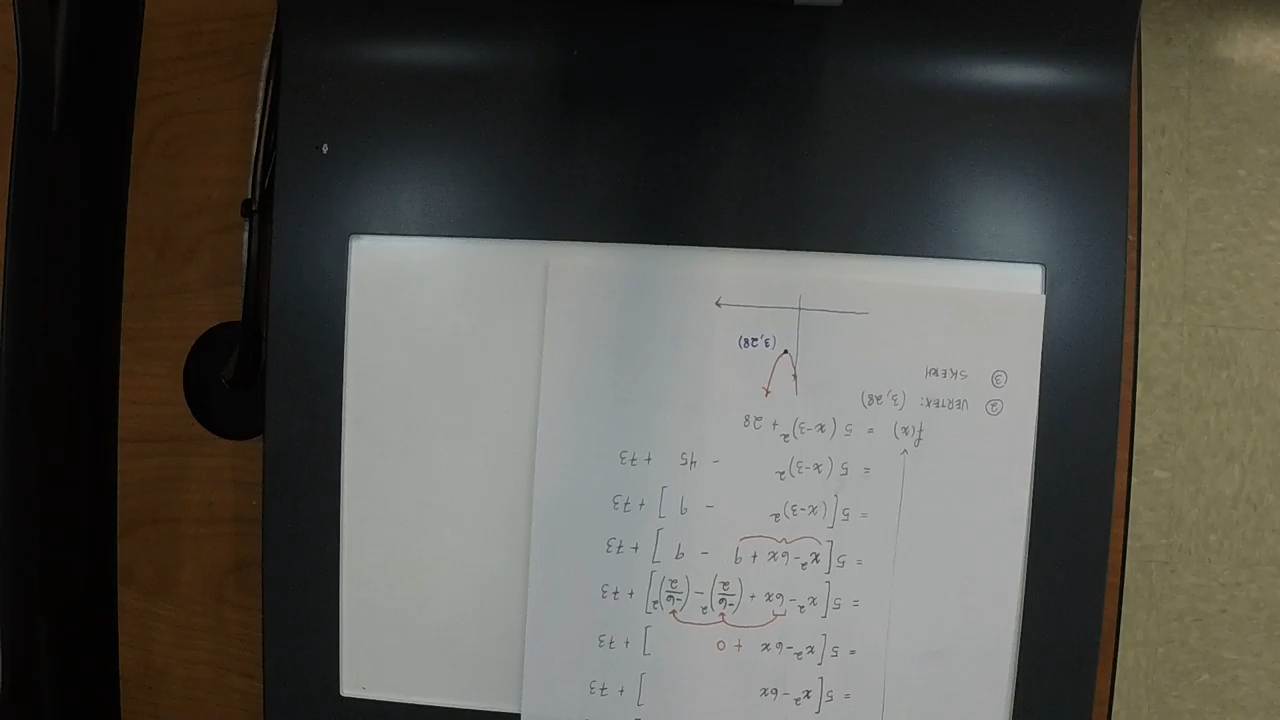 = 5[x² - 6x ] + 73
= 5[x² - 6x + 0 ] + 73
= 5[x² - 6x + (-6/2)² - (-6/2)²] + 73
= 5[x² - 6x + 9 - 9 ] + 73
= 5[(x-3)² - 9 ] + 73
= 5(x-3)² - 45 + 73
f(x) = 5(x-3)² + 28
② VERTEX: (3,28)
③ SKETCH
(3,28)